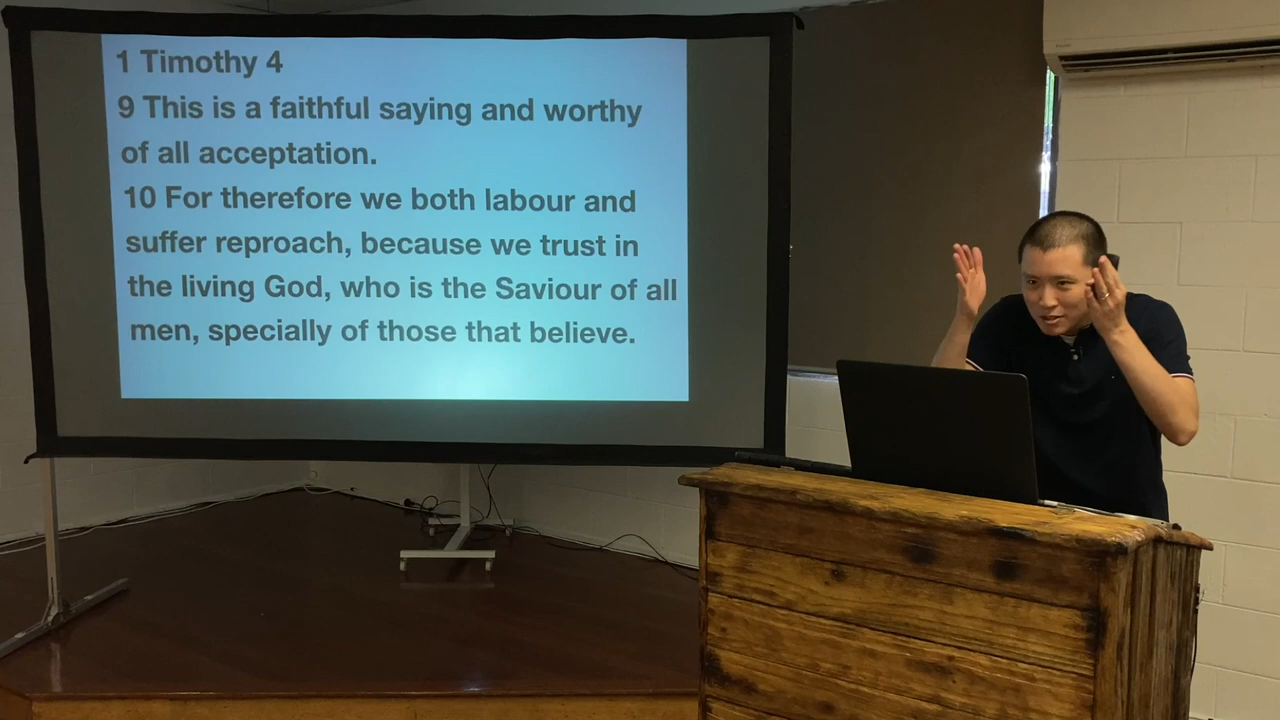 1 Timothy 4
9 This is a faithful saying and worthy
of all acceptation.
10 For therefore we both labour and
suffer reproach, because we trust in
the living God, who is the Saviour of all
men, specially of those that believe.